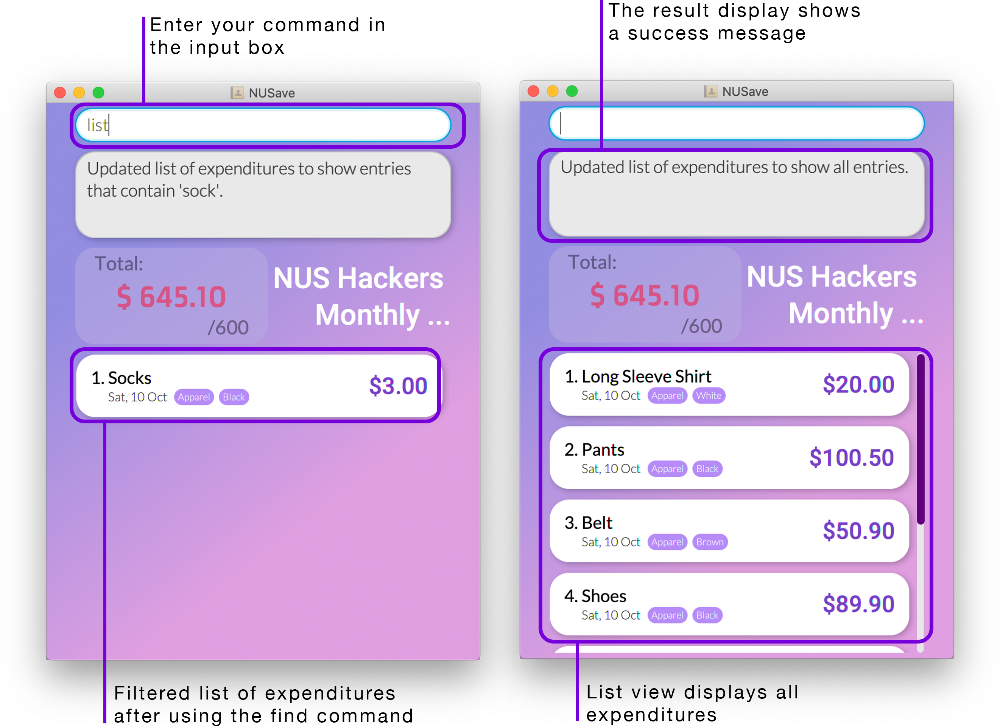 Enter your command in
the input box
NUSave
list
Updated list of expenditures to show entries
that contain 'sock'.
Total:
$ 645.10
/600
NUS Hackers
Monthly ...
1. Socks
Sat, 10 Oct Apparel Black
$3.00
Filtered list of expenditures
after using the find command
The result display shows
a success message
NUSave
Updated list of expenditures to show all entries.
Total:
$ 645.10
/600
NUS Hackers
Monthly ...
1. Long Sleeve Shirt
Sat, 10 Oct Apparel White
$20.00
2. Pants
Sat, 10 Oct Apparel Black
$100.50
3. Belt
Sat, 10 Oct Apparel Brown
$50.90
4. Shoes
Sat, 10 Oct Apparel Black
$89.90
List view displays all
expenditures